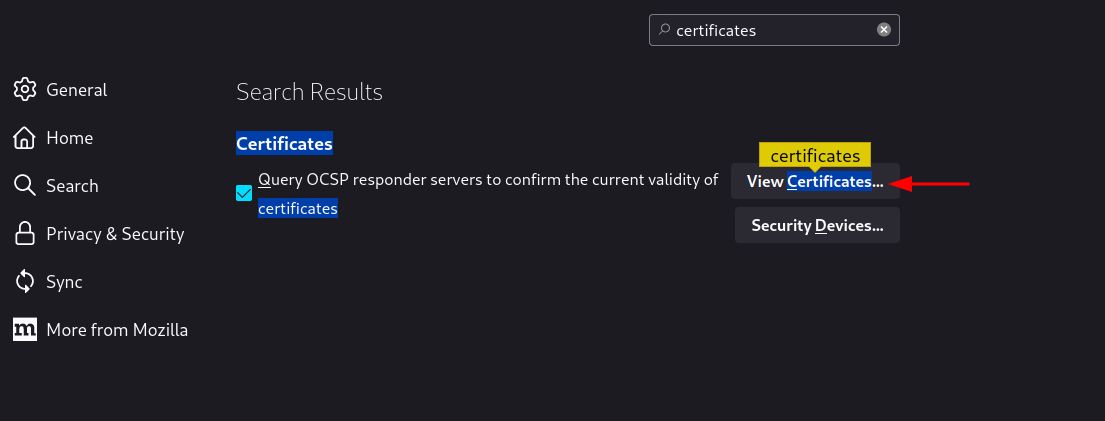 certificates
General
Home
Search
Privacy & Security
Sync
More from Mozilla
Search Results
Certificates
Query OCSP responder servers to confirm the current validity of
certificates
certificates
View Certificates...
Security Devices...